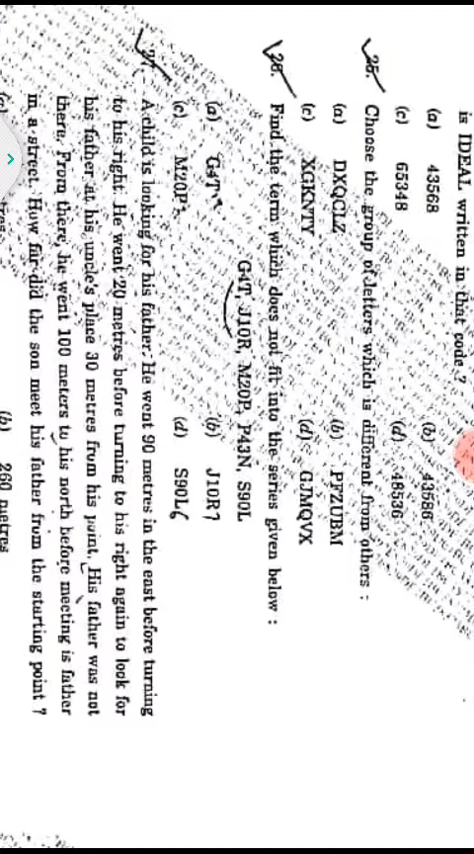 is IDEAL written in that code ?
(a) 43568 (b) 43586
(c) 65348 (d) 48536
25. Choose the group of letters which is different from others :
(a) DXQCLZ (b) PFZUBM
(c) XGKNTY (d) GJMQVX
26. Find the term which does not fit into the series given below :
G4T, J10R, M20P, P43N, S90L
(a) G4T (b) J10R
(c) M20P (d) S90L
27. A child is looking for his father. He went 90 metres in the east before turning
to his right. He went 20 metres before turning to his right again to look for
his father at his uncle's place 30 metres from his point. His father was not
there. From there, he went 100 meters to his north before meeting is father
in a street. How far did the son meet his father from the starting point ?
(b) 260 metres